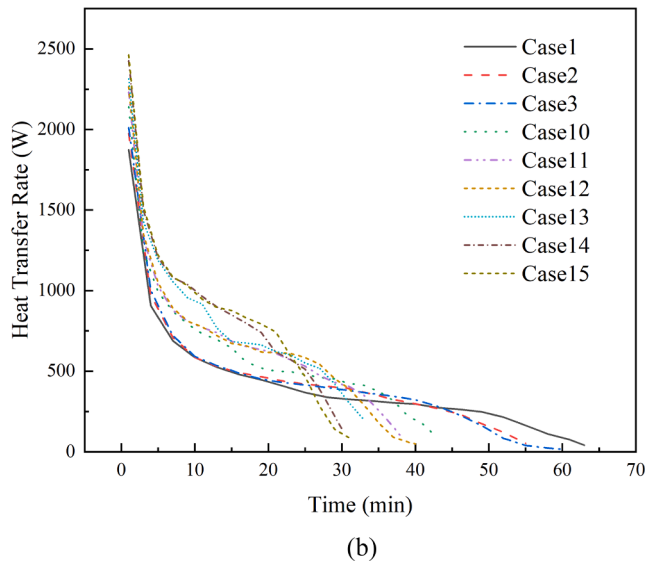 2500
2000
1500
1000
500
0
Heat Transfer Rate (W)
Case1
Case2
Case3
Case10
Case11
Case12
Case13
Case14
Case15
0 10 20 30 40 50 60 70
Time (min)
(b)